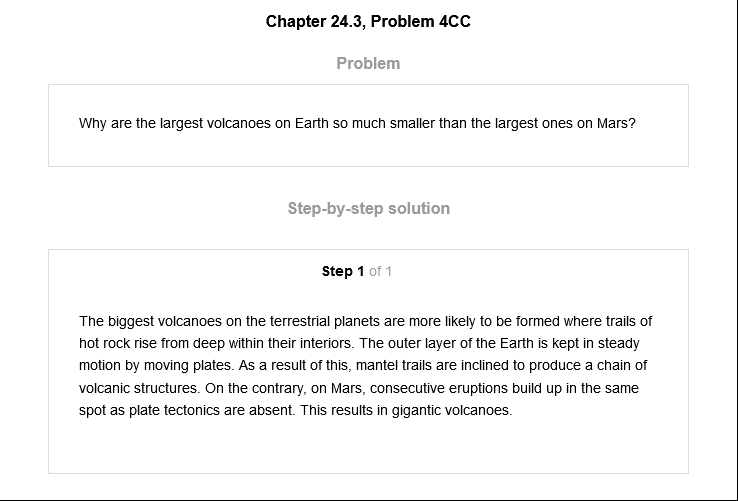 Chapter 24.3, Problem 4CC
Problem
Why are the largest volcanoes on Earth so much smaller than the largest ones on Mars?
Step-by-step solution
Step 1 of 1
The biggest volcanoes on the terrestrial planets are more likely to be formed where trails of
hot rock rise from deep within their interiors. The outer layer of the Earth is kept in steady
motion by moving plates. As a result of this, mantel trails are inclined to produce a chain of
volcanic structures. On the contrary, on Mars, consecutive eruptions build up in the same
spot as plate tectonics are absent. This results in gigantic volcanoes.